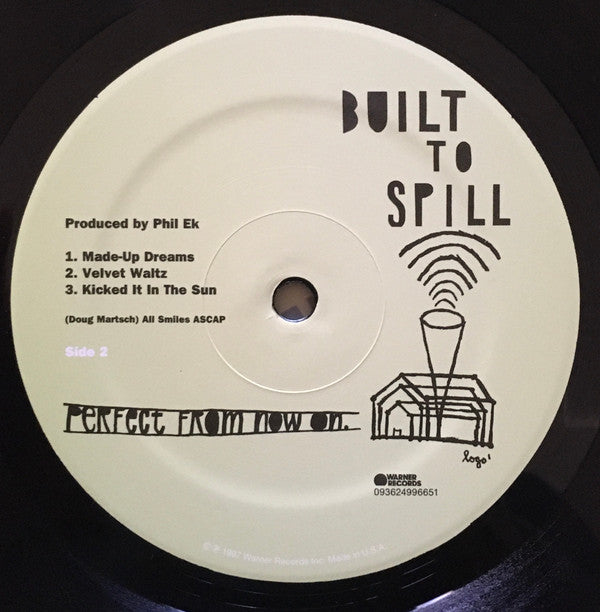 BUILT
TO
SPILL
Produced by Phil Ek
1. Made-Up Dreams
2. Velvet Waltz
3. Kicked It In The Sun
(Doug Martsch) All Smiles ASCAP
Side 2
PERFECT FROM NOW ON.
logo!
WARNER
RECORDS
093624996651
© ℗ 1997 Warner Records Inc. Made in U.S.A.